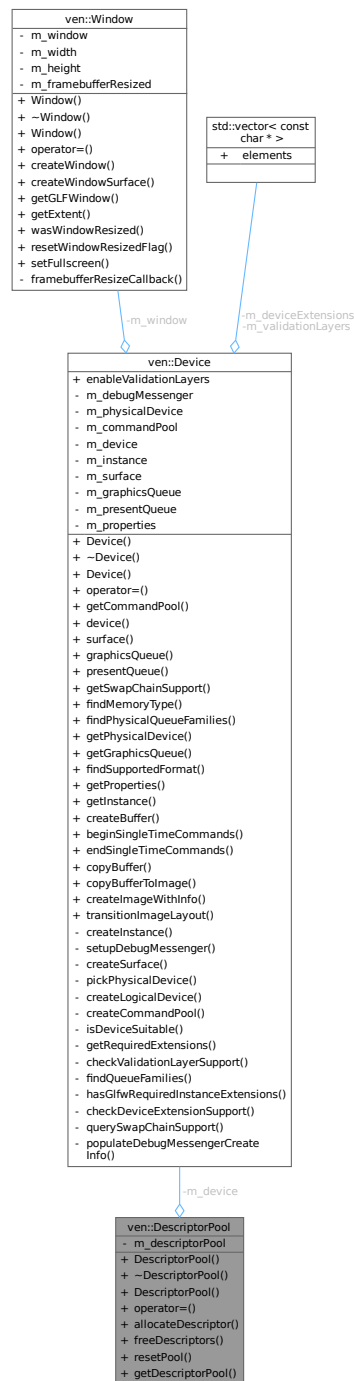 ven::Window
- m_window
- m_width
- m_height
- m_framebufferResized
+ Window()
+ ~Window()
+ Window()
+ operator=()
+ createWindow()
+ createWindowSurface()
+ getGLFWindow()
+ getExtent()
+ wasWindowResized()
+ resetWindowResizedFlag()
+ setFullscreen()
- framebufferResizeCallback()
std::vector< const
char * >
+ elements
-m_window
-m_deviceExtensions
-m_validationLayers
ven::Device
+ enableValidationLayers
- m_debugMessenger
- m_physicalDevice
- m_commandPool
- m_device
- m_instance
- m_surface
- m_graphicsQueue
- m_presentQueue
- m_properties
+ Device()
+ ~Device()
+ Device()
+ operator=()
+ getCommandPool()
+ device()
+ surface()
+ graphicsQueue()
+ presentQueue()
+ getSwapChainSupport()
+ findMemoryType()
+ findPhysicalQueueFamilies()
+ getPhysicalDevice()
+ getGraphicsQueue()
+ findSupportedFormat()
+ getProperties()
+ getInstance()
+ createBuffer()
+ beginSingleTimeCommands()
+ endSingleTimeCommands()
+ copyBuffer()
+ copyBufferToImage()
+ createImageWithInfo()
+ transitionImageLayout()
- createInstance()
- setupDebugMessenger()
- createSurface()
- pickPhysicalDevice()
- createLogicalDevice()
- createCommandPool()
- isDeviceSuitable()
- getRequiredExtensions()
- checkValidationLayerSupport()
- findQueueFamilies()
- hasGlfwRequiredInstanceExtensions()
- checkDeviceExtensionSupport()
- querySwapChainSupport()
- populateDebugMessengerCreate
Info()
-m_device
ven::DescriptorPool
- m_descriptorPool
+ DescriptorPool()
+ ~DescriptorPool()
+ DescriptorPool()
+ operator=()
+ allocateDescriptor()
+ freeDescriptors()
+ resetPool()
+ getDescriptorPool()